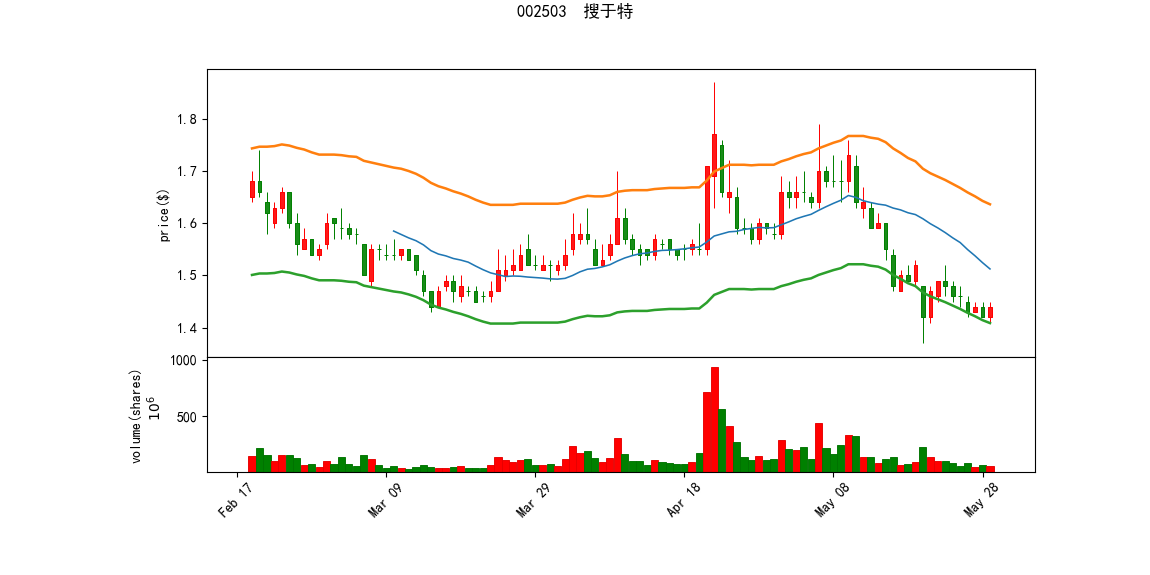 002503 搜于特
price($)
1.8
1.7
1.6
1.5
1.4
volume(shares)
10^6
1000
500
Feb 17
Mar 09
Mar 29
Apr 18
May 08
May 28